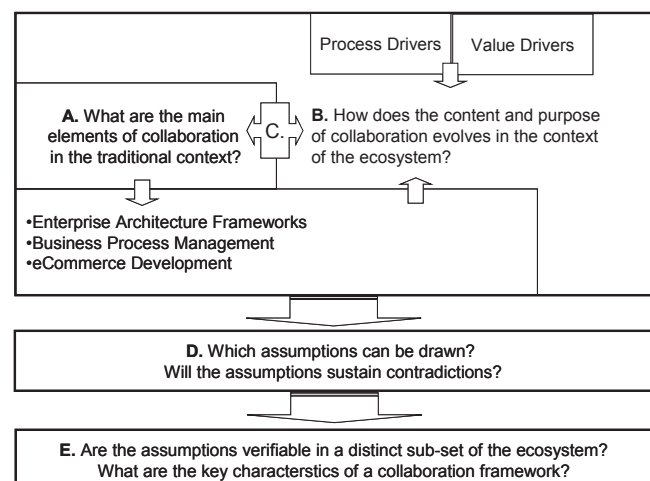 Process Drivers
Value Drivers
A. What are the main
elements of collaboration
in the traditional context?
C.
B. How does the content and purpose
of collaboration evolves in the context
of the ecosystem?
•Enterprise Architecture Frameworks
•Business Process Management
•eCommerce Development
D. Which assumptions can be drawn?
Will the assumptions sustain contradictions?
E. Are the assumptions verifiable in a distinct sub-set of the ecosystem?
What are the key characterstics of a collaboration framework?